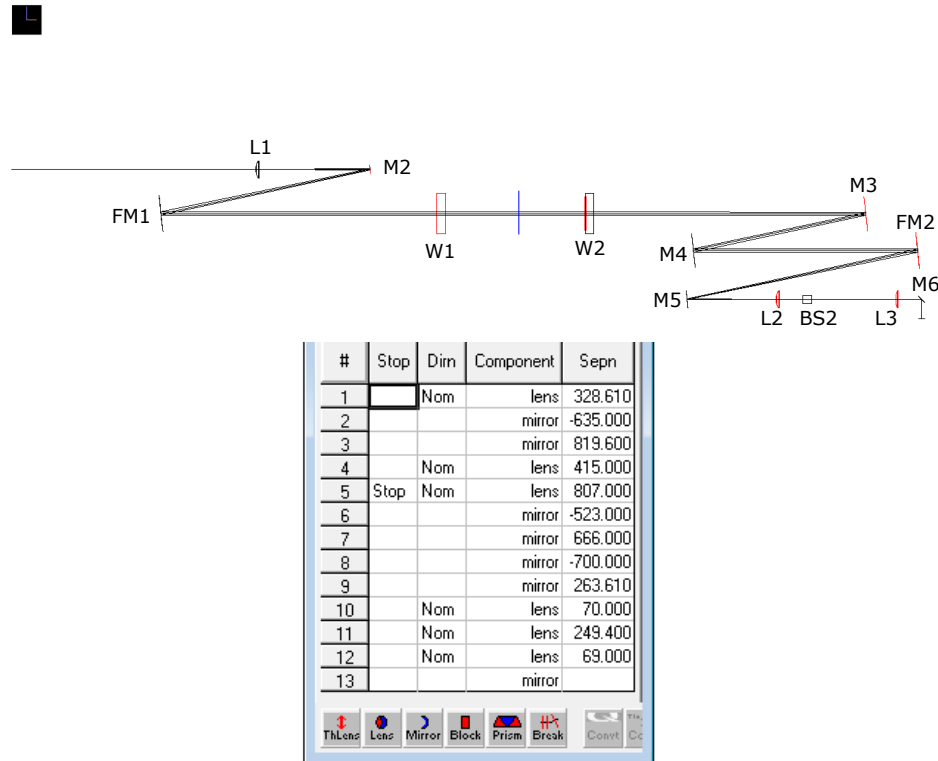 L1
M2
FM1
M3
FM2
W1
W2
M4
M6
M5
L2 BS2 L3
# Stop Dirn Component Sepn
1 Nom lens 328.610
2 mirror -635.000
3 mirror 819.600
4 Nom lens 415.000
5 Stop Nom lens 807.000
6 mirror -523.000
7 mirror 666.000
8 mirror -700.000
9 mirror 263.610
10 Nom lens 70.000
11 Nom lens 249.400
12 Nom lens 69.000
13 mirror
ThLens Lens Mirror Block Prism Break Convt